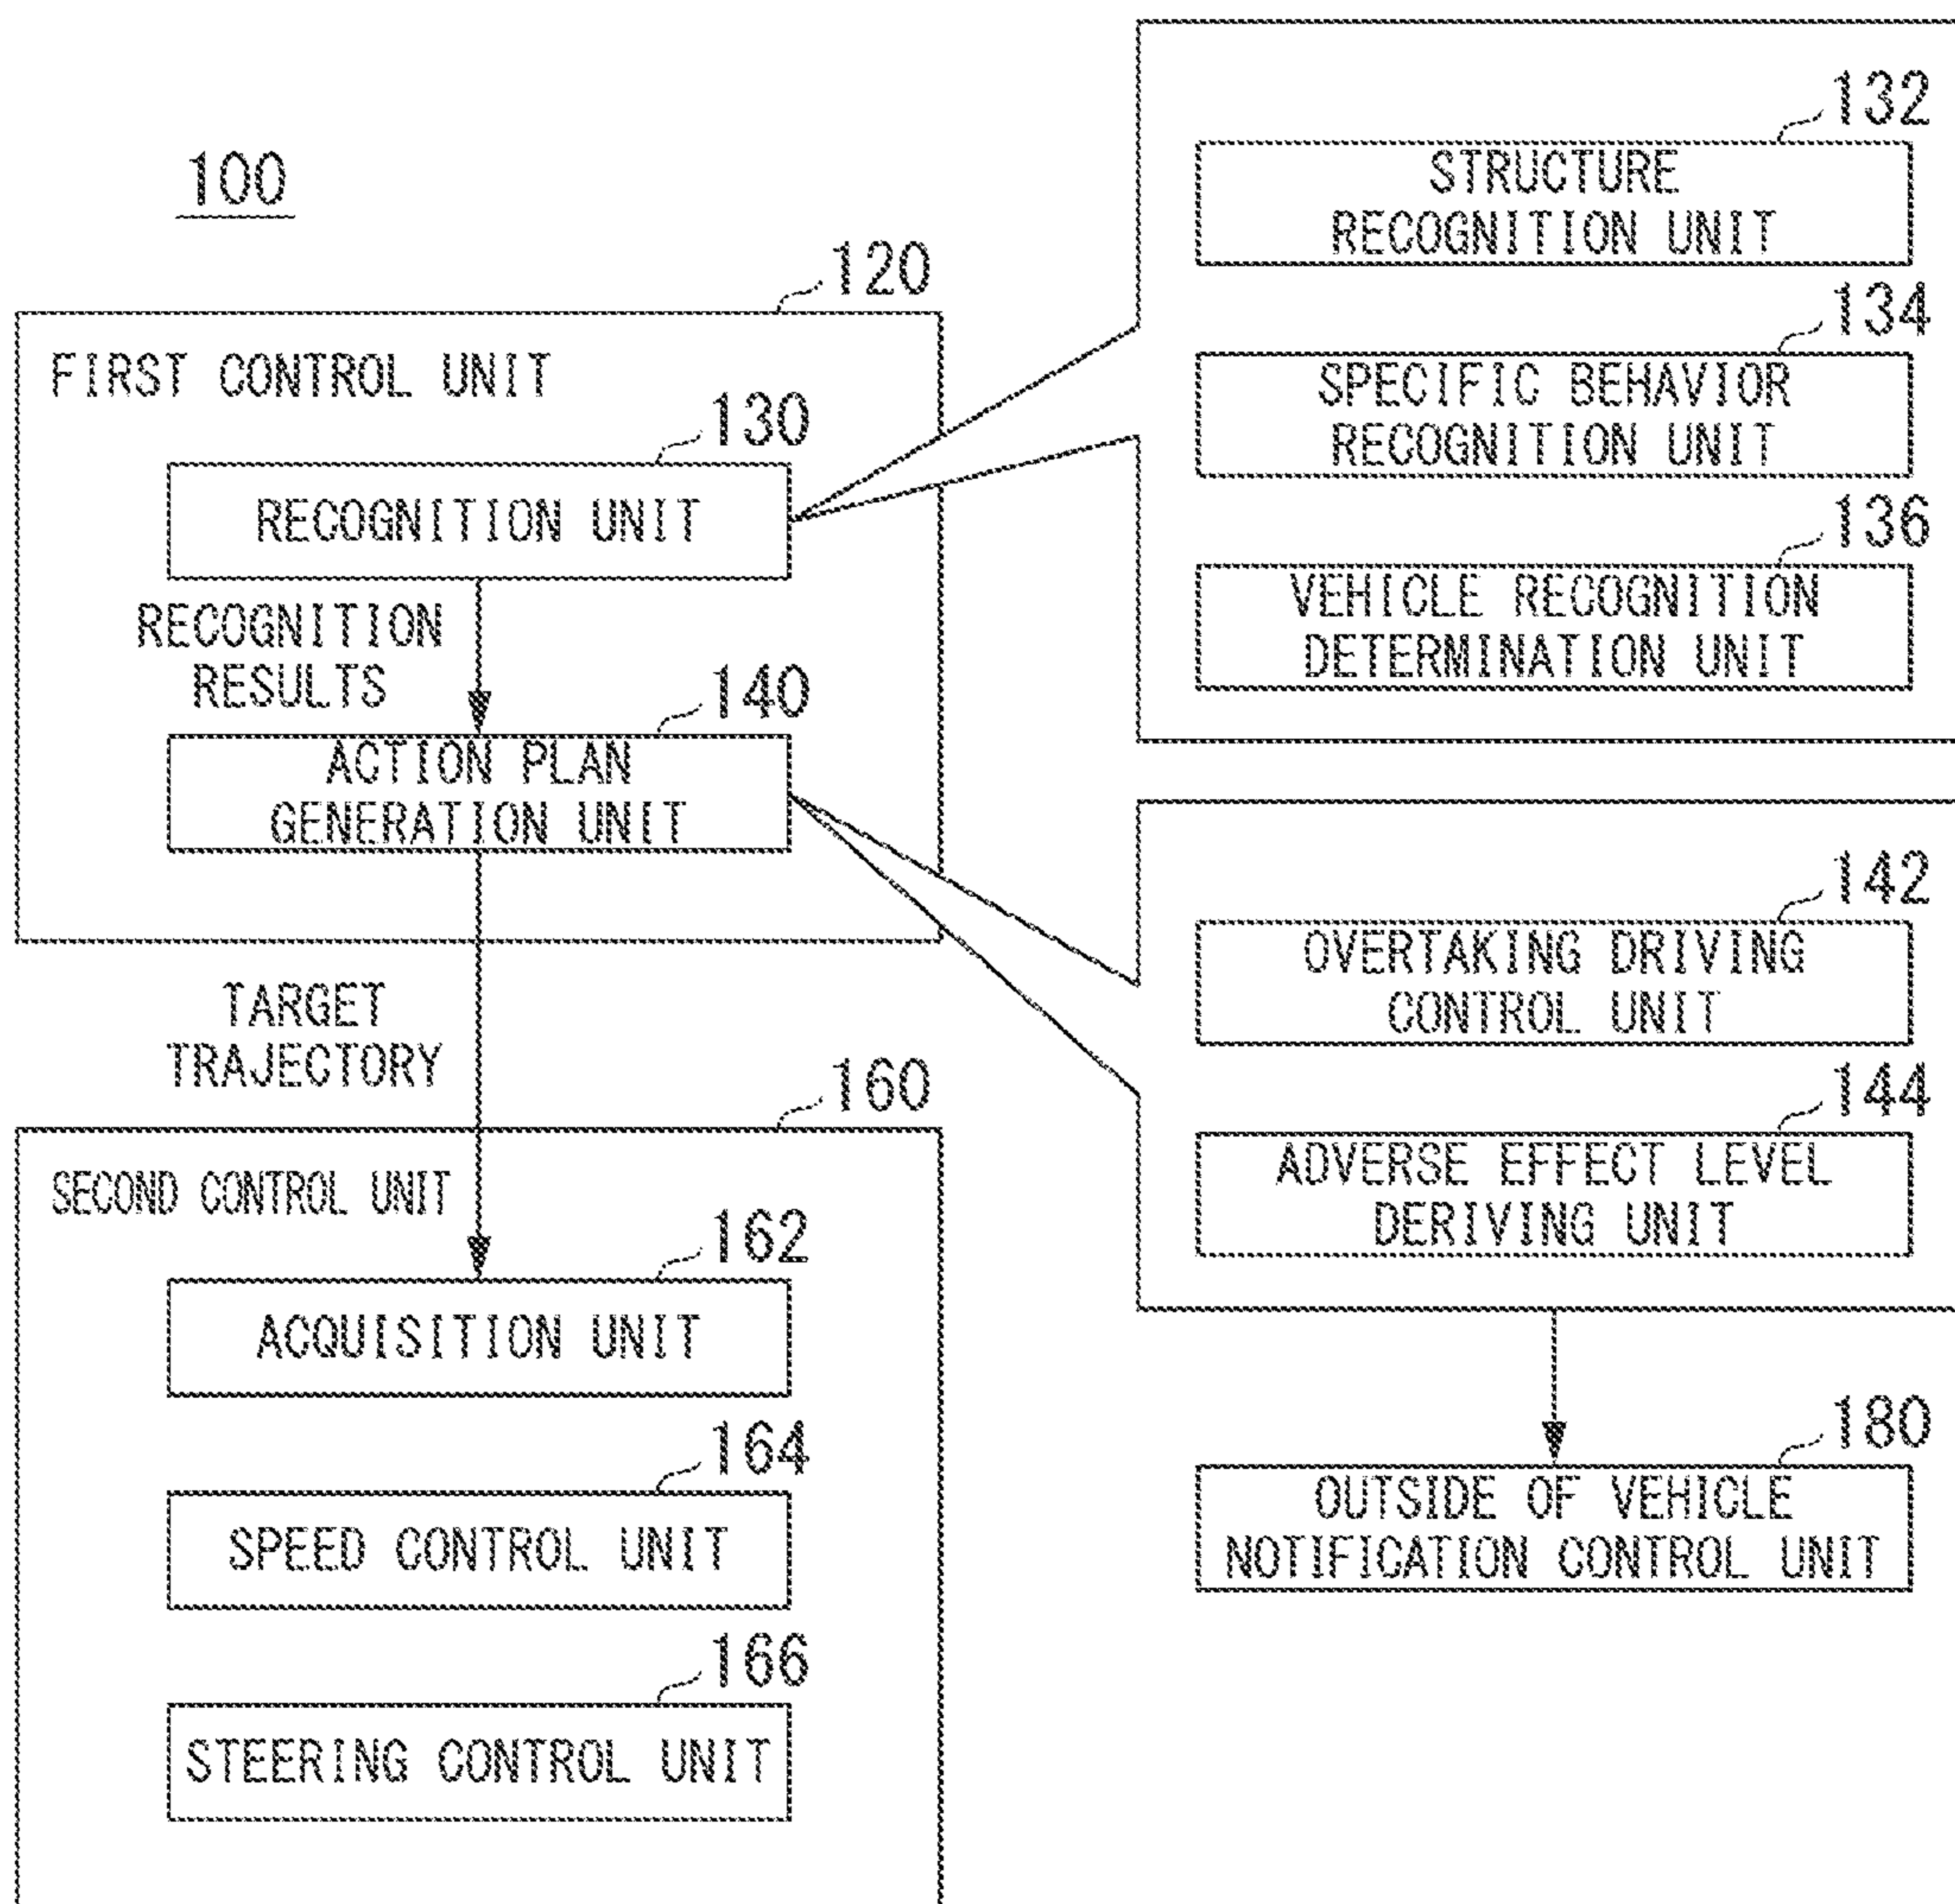 100
120
FIRST CONTROL UNIT
130
RECOGNITION UNIT
RECOGNITION
RESULTS
140
ACTION PLAN
GENERATION UNIT
TARGET
TRAJECTORY
160
SECOND CONTROL UNIT
162
ACQUISITION UNIT
164
SPEED CONTROL UNIT
166
STEERING CONTROL UNIT
132
STRUCTURE
RECOGNITION UNIT
134
SPECIFIC BEHAVIOR
RECOGNITION UNIT
136
VEHICLE RECOGNITION
DETERMINATION UNIT
142
OVERTAKING DRIVING
CONTROL UNIT
144
ADVERSE EFFECT LEVEL
DERIVING UNIT
180
OUTSIDE OF VEHICLE
NOTIFICATION CONTROL UNIT